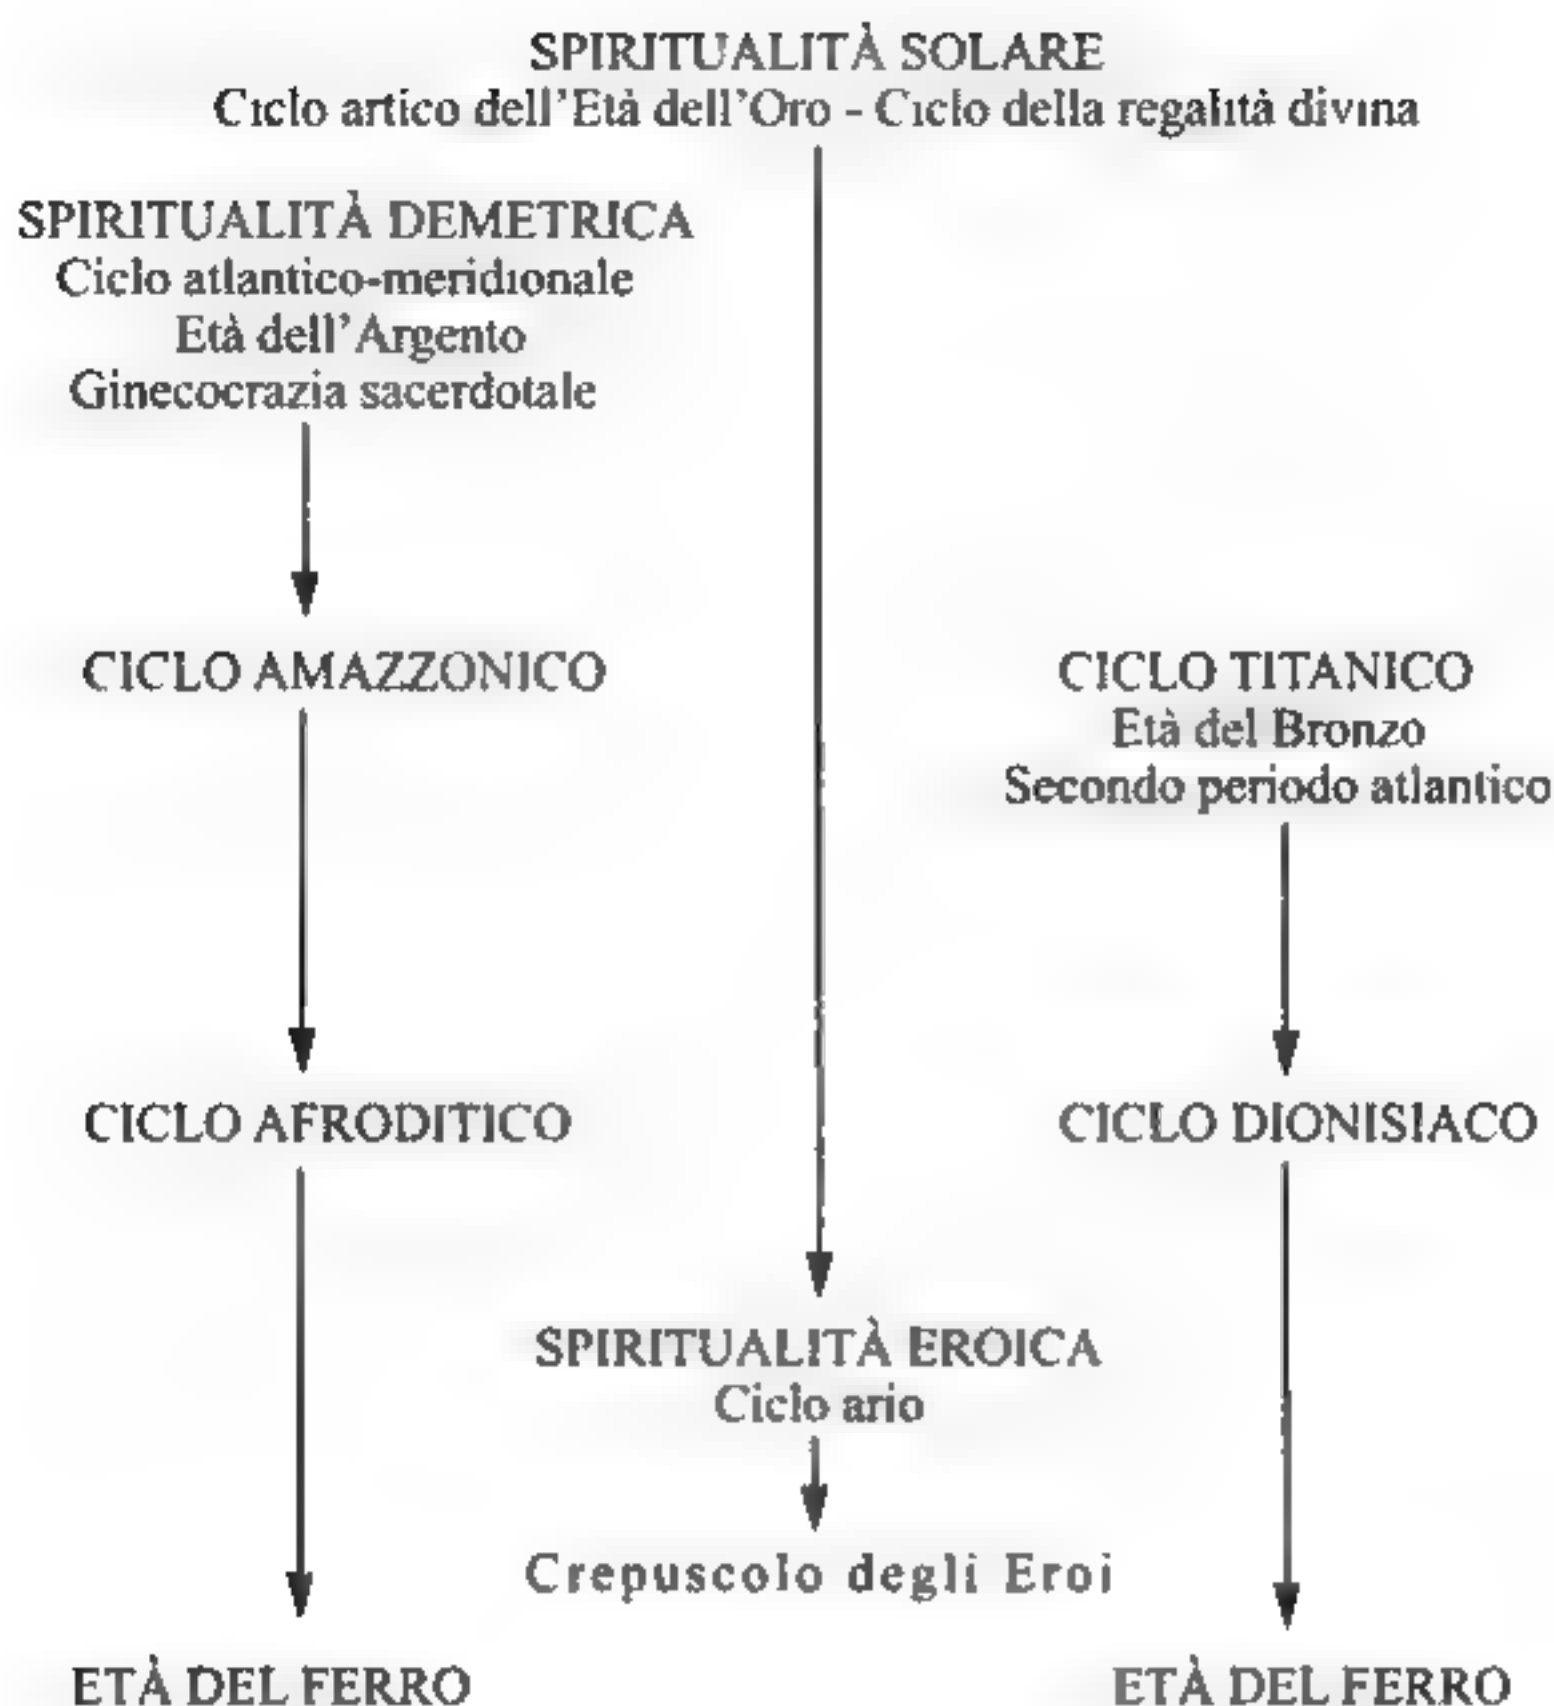 SPIRITUALITÀ SOLARE
Ciclo artico dell'Età dell'Oro - Ciclo della regalità divina
SPIRITUALITÀ DEMETRICA
Ciclo atlantico-meridionale
Età dell'Argento
Ginecocrazia sacerdotale
CICLO AMAZZONICO
CICLO TITANICO
Età del Bronzo
Secondo periodo atlantico
CICLO AFRODITICO
CICLO DIONISIACO
SPIRITUALITÀ EROICA
Ciclo ario
Crepuscolo degli Eroi
ETÀ DEL FERRO
ETÀ DEL FERRO